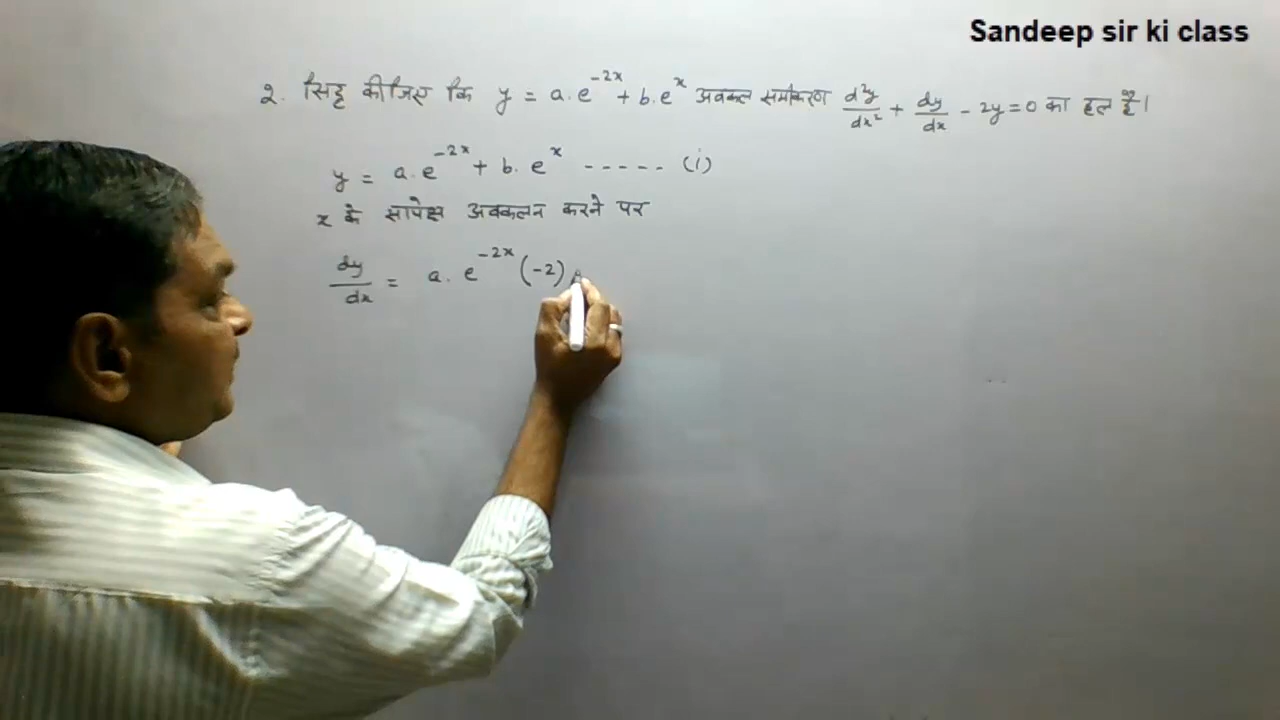 Sandeep sir ki class
2. सिद्द कीजिए कि y = a.e^-2x + b.e^x अवकल समीकरण d²y/dx² + dy/dx - 2y = 0 का हल है।
y = a.e^-2x + b.e^x ----- (i)
x के सापेक्ष अवकलन करने पर
dy/dx = a.e^-2x (-2)